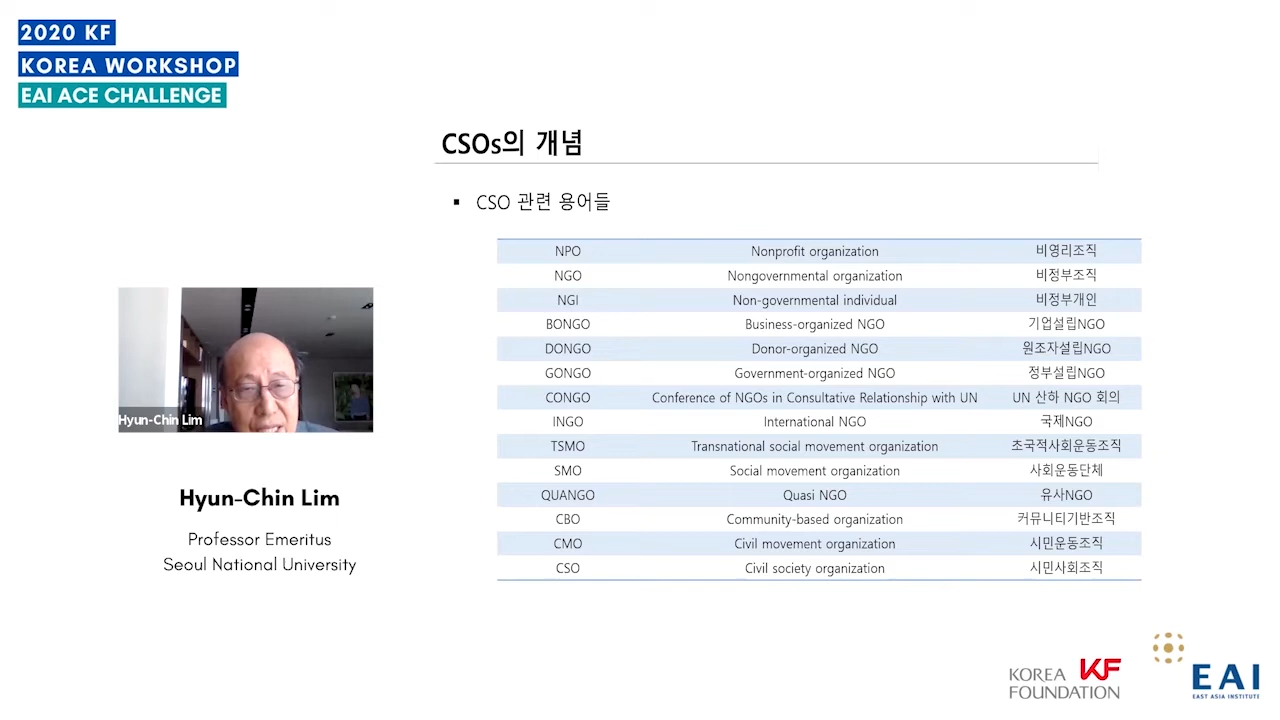 2020 KF
KOREA WORKSHOP
EAI ACE CHALLENGE
CSOs의 개념
▪ CSO 관련 용어들
NPO Nonprofit organization 비영리조직
NGO Nongovernmental organization 비정부조직
NGI Non-governmental individual 비정부개인
BONGO Business-organized NGO 기업설립NGO
DONGO Donor-organized NGO 원조자설립NGO
GONGO Government-organized NGO 정부설립NGO
CONGO Conference of NGOs in Consultative Relationship with UN UN 산하 NGO 회의
INGO International NGO 국제NGO
TSMO Transnational social movement organization 초국적사회운동조직
SMO Social movement organization 사회운동단체
QUANGO Quasi NGO 유사NGO
CBO Community-based organization 커뮤니티기반조직
CMO Civil movement organization 시민운동조직
CSO Civil society organization 시민사회조직
Hyun-Chin Lim
Hyun-Chin Lim
Professor Emeritus
Seoul National University
KOREA KF
FOUNDATION
EAI
EAST ASIA INSTITUTE